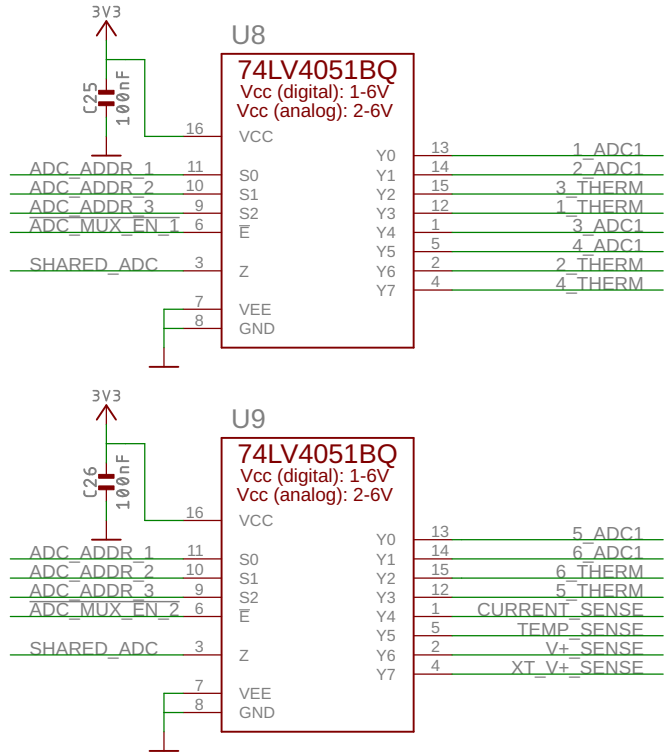 3V3
U8
74LV4051BQ
Vcc (digital): 1-6V
Vcc (analog): 2-6V
C25
100nF
16 VCC
Y0 13 1_ADC1
ADC_ADDR_1 11 S0 Y1 14 2_ADC1
ADC_ADDR_2 10 S1 Y2 15 3_THERM
ADC_ADDR_3 9 S2 Y3 12 1_THERM
ADC_MUX_EN_1 6 E Y4 1 3_ADC1
Y5 5 4_ADC1
SHARED_ADC 3 Z Y6 2 2_THERM
Y7 4 4_THERM
7 VEE
8 GND
3V3
U9
74LV4051BQ
Vcc (digital): 1-6V
Vcc (analog): 2-6V
C26
100nF
16 VCC
Y0 13 5_ADC1
ADC_ADDR_1 11 S0 Y1 14 6_ADC1
ADC_ADDR_2 10 S1 Y2 15 6_THERM
ADC_ADDR_3 9 S2 Y3 12 5_THERM
ADC_MUX_EN_2 6 E Y4 1 CURRENT_SENSE
Y5 5 TEMP_SENSE
SHARED_ADC 3 Z Y6 2 V+_SENSE
Y7 4 XT_V+_SENSE
7 VEE
8 GND